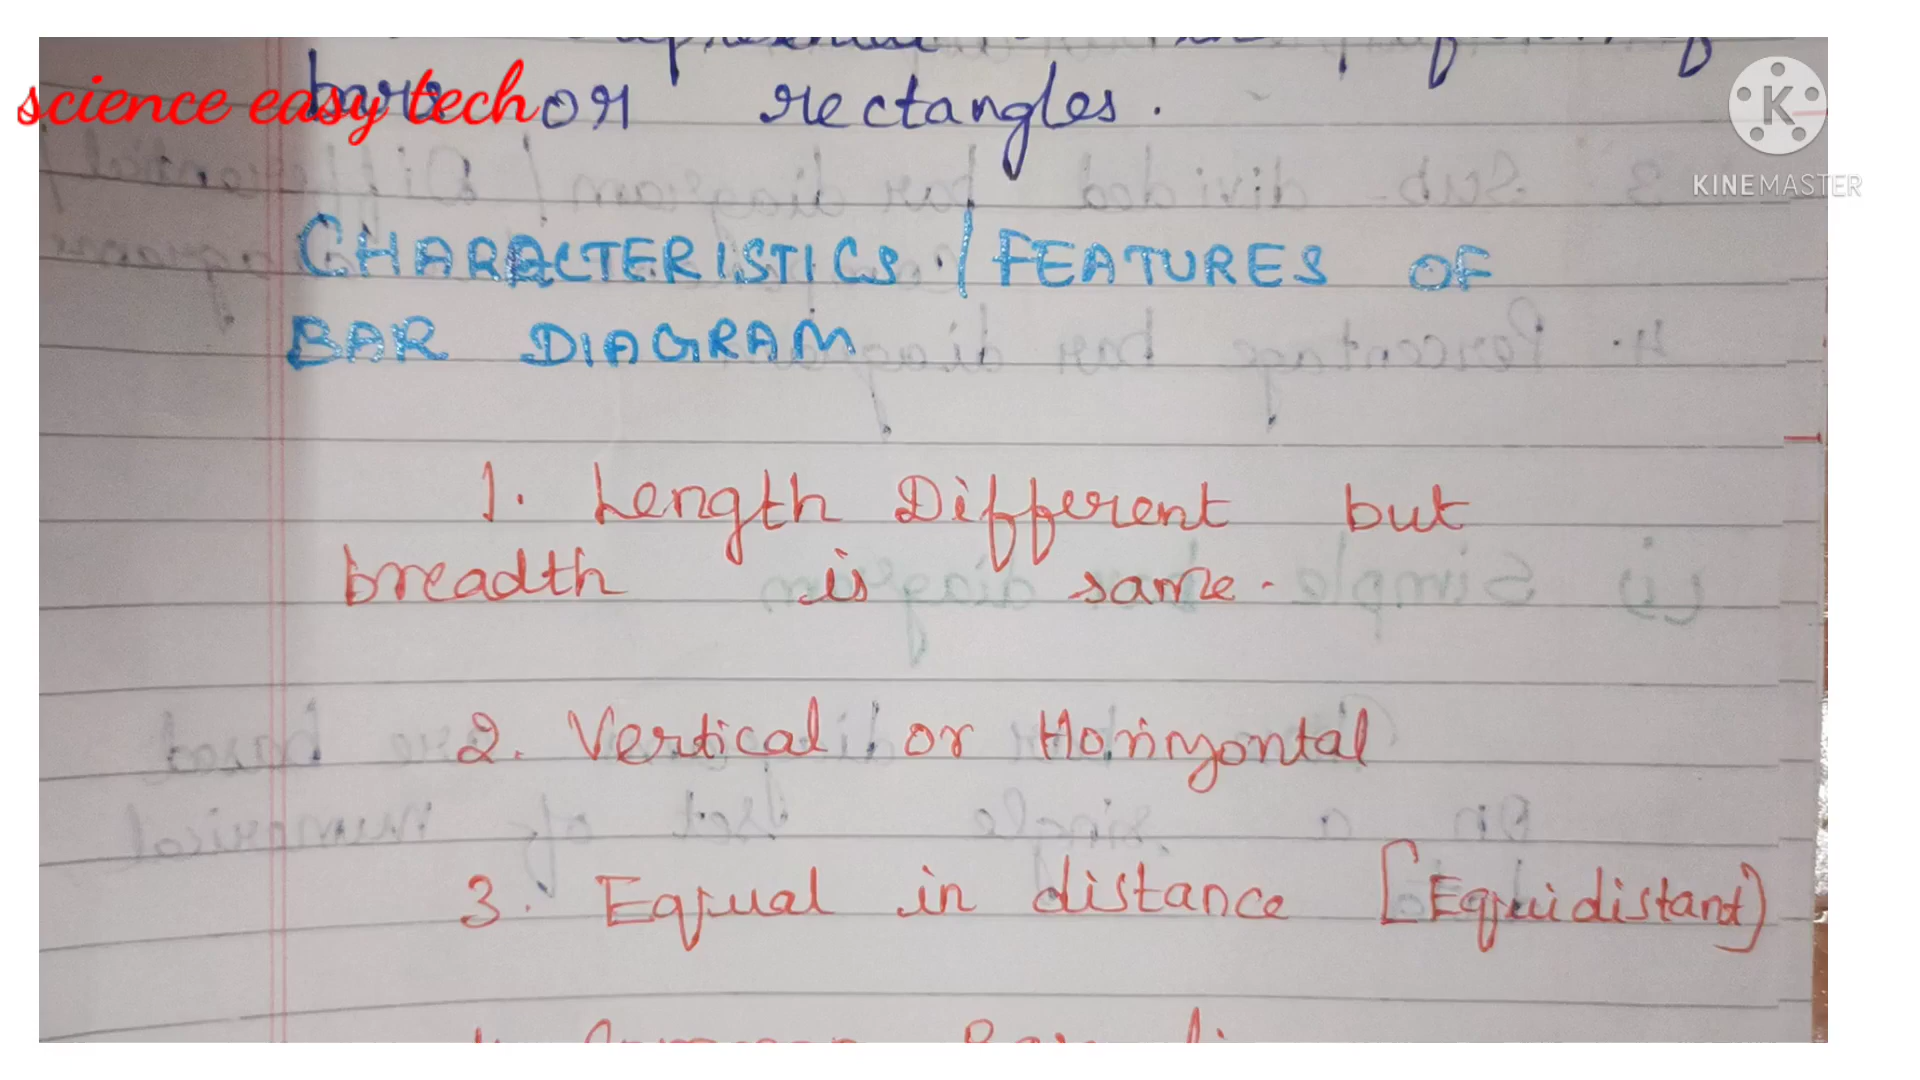 bars or rectangles.
science easy tech
K
KINEMASTER
CHARACTERISTICS / FEATURES OF
BAR DIAGRAM
1. Length Different but
breadth is same.
2. Vertical or Horizontal
3. Equal in distance [Equidistant)